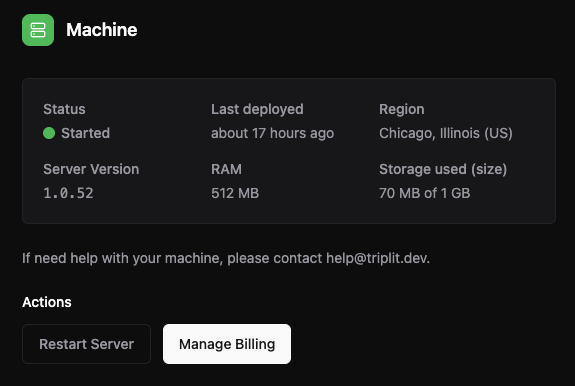 Machine
Status
Started
Last deployed
about 17 hours ago
Region
Chicago, Illinois (US)
Server Version
1.0.52
RAM
512 MB
Storage used (size)
70 MB of 1 GB
If need help with your machine, please contact help@triplit.dev.
Actions
Restart Server
Manage Billing